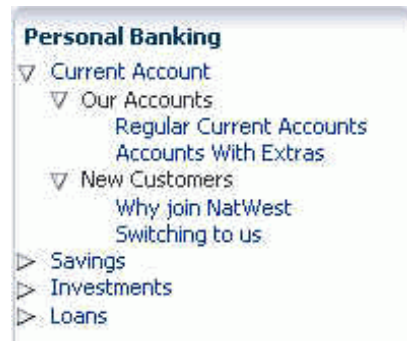 Personal Banking
Current Account
Our Accounts
Regular Current Accounts
Accounts With Extras
New Customers
Why join NatWest
Switching to us
Savings
Investments
Loans